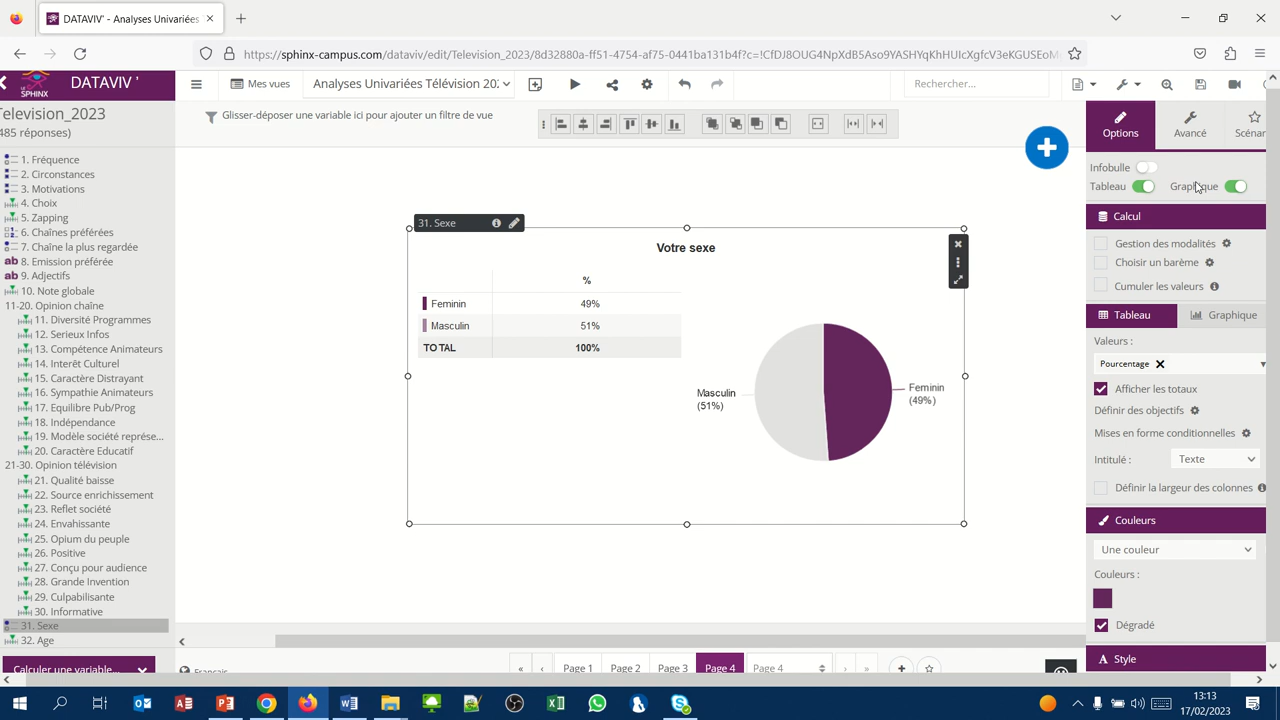 DATAVIV' - Analyses Univariées
https://sphinx-campus.com/dataviv/edit/Television_2023/8d32880a-ff51-4754-af75-0441ba131b4f?c=!CfDJ8OUG4NpXdB5Aso9YASHYqKhHUIcXgfcV3eKGUSEoM
LE SPHINX
DATAVIV '
Mes vues
Analyses Univariées Télévision 202
Rechercher...
Television_2023
485 réponses)
Glisser-déposer une variable ici pour ajouter un filtre de vue
Options
Avancé
Scénar
1. Fréquence
2. Circonstances
3. Motivations
4. Choix
5. Zapping
6. Chaînes préférées
7. Chaîne la plus regardée
ab 8. Emission préférée
ab 9. Adjectifs
10. Note globale
11-20. Opinion chaîne
11. Diversité Programmes
12. Serieux Infos
13. Compétence Animateurs
14. Interêt Culturel
15. Caractère Distrayant
16. Sympathie Animateurs
17. Equilibre Pub/Prog
18. Indépendance
19. Modèle société représe...
20. Caractère Educatif
21-30. Opinion télévision
21. Qualité baisse
22. Source enrichissement
23. Reflet société
24. Envahissante
25. Opium du peuple
26. Positive
27. Conçu pour audience
28. Grande Invention
29. Culpabilisante
30. Informative
31. Sexe
32. Age
Calculer une variable
31. Sexe
Votre sexe
%
Feminin 49%
Masculin 51%
TOTAL 100%
Masculin
(51%)
Feminin
(49%)
Infobulle
Tableau
Graphique
Calcul
Gestion des modalités
Choisir un barème
Cumuler les valeurs
Tableau
Graphique
Valeurs :
Pourcentage
Afficher les totaux
Définir des objectifs
Mises en forme conditionnelles
Intitulé :
Texte
Définir la largeur des colonnes
Couleurs
Une couleur
Couleurs :
Dégradé
Style
Français
Page 1
Page 2
Page 3
Page 4
Page 4
13:13
17/02/2023